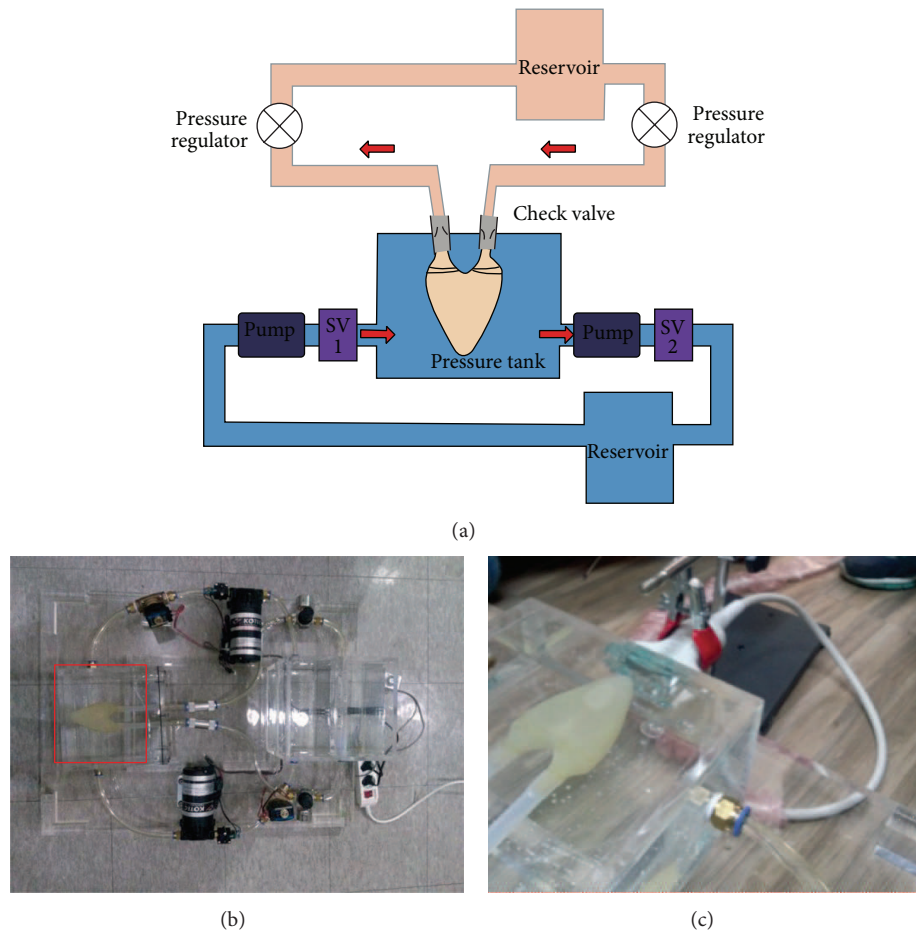 Reservoir
Pressure
regulator
Pressure
regulator
Check valve
Pump
SV
1
Pump
SV
2
Pressure tank
Reservoir
(a)
(b)
(c)